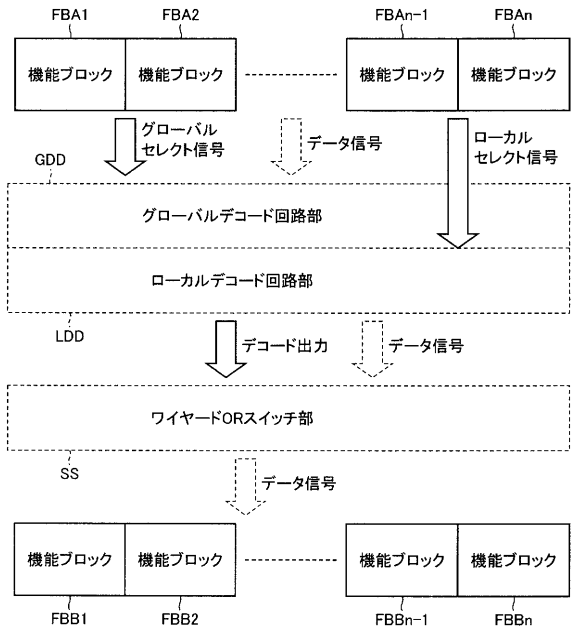 FBA1 FBA2 FBAn-1 FBAn
機能ブロック 機能ブロック 機能ブロック 機能ブロック
グローバル
セレクト信号
データ信号
ローカル
セレクト信号
GDD
グローバルデコード回路部
ローカルデコード回路部
LDD
デコード出力
データ信号
ワイヤードORスイッチ部
SS
データ信号
機能ブロック 機能ブロック 機能ブロック 機能ブロック
FBB1 FBB2 FBBn-1 FBBn